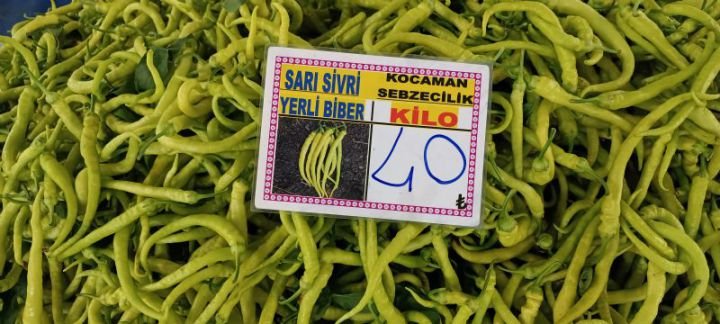 SARI SİVRİ
YERLİ BİBER
KOCAMAN
SEBZECİLİK
KİLO
40
₺